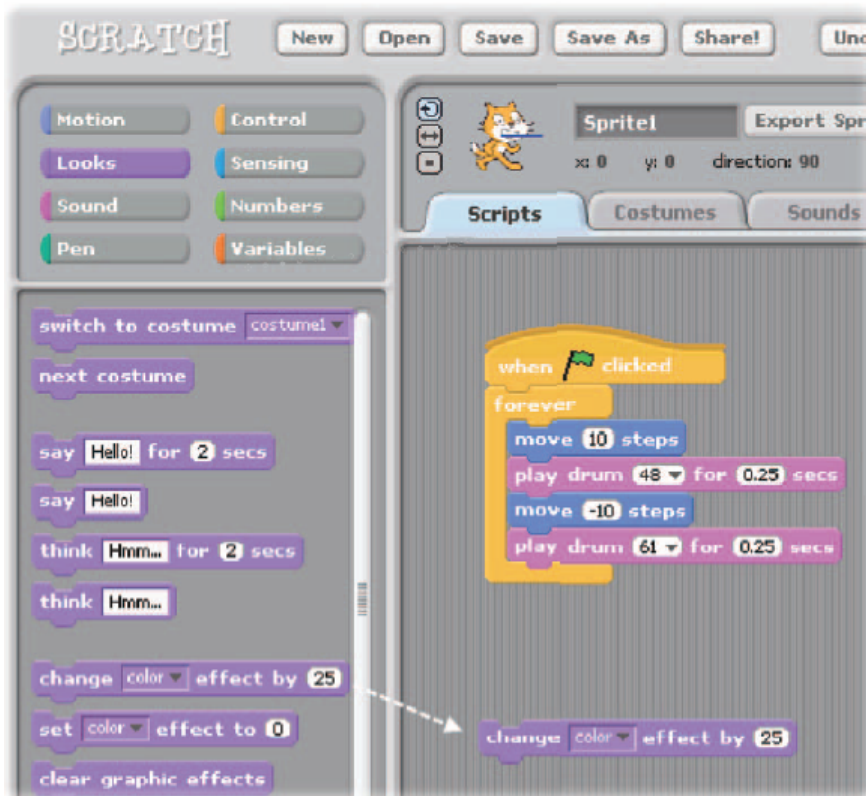 SCRATCH New Open Save Save As Share!
Motion Control
Looks Sensing
Sound Numbers
Pen Variables
Sprite1 Export
x: 0 y: 0 direction: 90
Scripts Costumes Sounds
switch to costume costume1
next costume
say Hello! for 2 secs
say Hello!
think Hmm... for 2 secs
think Hmm...
change color effect by 25
set color effect to 0
clear graphic effects
when clicked
forever
move 10 steps
play drum 48 for 0.25 secs
move -10 steps
play drum 61 for 0.25 secs
change color effect by 25